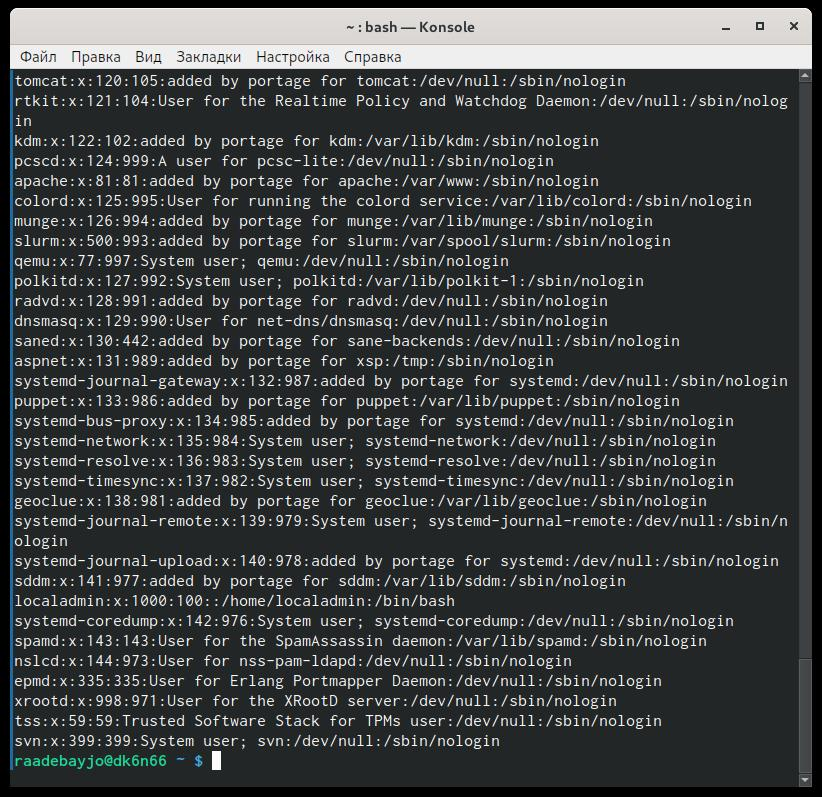 ~ : bash — Konsole
Файл Правка Вид Закладки Настройка Справка
tomcat:x:120:105:added by portage for tomcat:/dev/null:/sbin/nologin
rtkit:x:121:104:User for the Realtime Policy and Watchdog Daemon:/dev/null:/sbin/nolog
in
kdm:x:122:102:added by portage for kdm:/var/lib/kdm:/sbin/nologin
pcscd:x:124:999:A user for pcsc-lite:/dev/null:/sbin/nologin
apache:x:81:81:added by portage for apache:/var/www:/sbin/nologin
colord:x:125:995:User for running the colord service:/var/lib/colord:/sbin/nologin
munge:x:126:994:added by portage for munge:/var/lib/munge:/sbin/nologin
slurm:x:500:993:added by portage for slurm:/var/spool/slurm:/sbin/nologin
qemu:x:77:997:System user; qemu:/dev/null:/sbin/nologin
polkitd:x:127:992:System user; polkitd:/var/lib/polkit-1:/sbin/nologin
radvd:x:128:991:added by portage for radvd:/dev/null:/sbin/nologin
dnsmasq:x:129:990:User for net-dns/dnsmasq:/dev/null:/sbin/nologin
saned:x:130:442:added by portage for sane-backends:/dev/null:/sbin/nologin
aspnet:x:131:989:added by portage for xsp:/tmp:/sbin/nologin
systemd-journal-gateway:x:132:987:added by portage for systemd:/dev/null:/sbin/nologin
puppet:x:133:986:added by portage for puppet:/var/lib/puppet:/sbin/nologin
systemd-bus-proxy:x:134:985:added by portage for systemd:/dev/null:/sbin/nologin
systemd-network:x:135:984:System user; systemd-network:/dev/null:/sbin/nologin
systemd-resolve:x:136:983:System user; systemd-resolve:/dev/null:/sbin/nologin
systemd-timesync:x:137:982:System user; systemd-timesync:/dev/null:/sbin/nologin
geoclue:x:138:981:added by portage for geoclue:/var/lib/geoclue:/sbin/nologin
systemd-journal-remote:x:139:979:System user; systemd-journal-remote:/dev/null:/sbin/n
ologin
systemd-journal-upload:x:140:978:added by portage for systemd:/dev/null:/sbin/nologin
sddm:x:141:977:added by portage for sddm:/var/lib/sddm:/sbin/nologin
localadmin:x:1000:100::/home/localadmin:/bin/bash
systemd-coredump:x:142:976:System user; systemd-coredump:/dev/null:/sbin/nologin
spamd:x:143:143:User for the SpamAssassin daemon:/var/lib/spamd:/sbin/nologin
nslcd:x:144:973:User for nss-pam-ldapd:/dev/null:/sbin/nologin
epmd:x:335:335:User for Erlang Portmapper Daemon:/dev/null:/sbin/nologin
xrootd:x:998:971:User for the XRootD server:/dev/null:/sbin/nologin
tss:x:59:59:Trusted Software Stack for TPMs user:/dev/null:/sbin/nologin
svn:x:399:399:System user; svn:/dev/null:/sbin/nologin
raadebayjo@dk6n66 ~ $